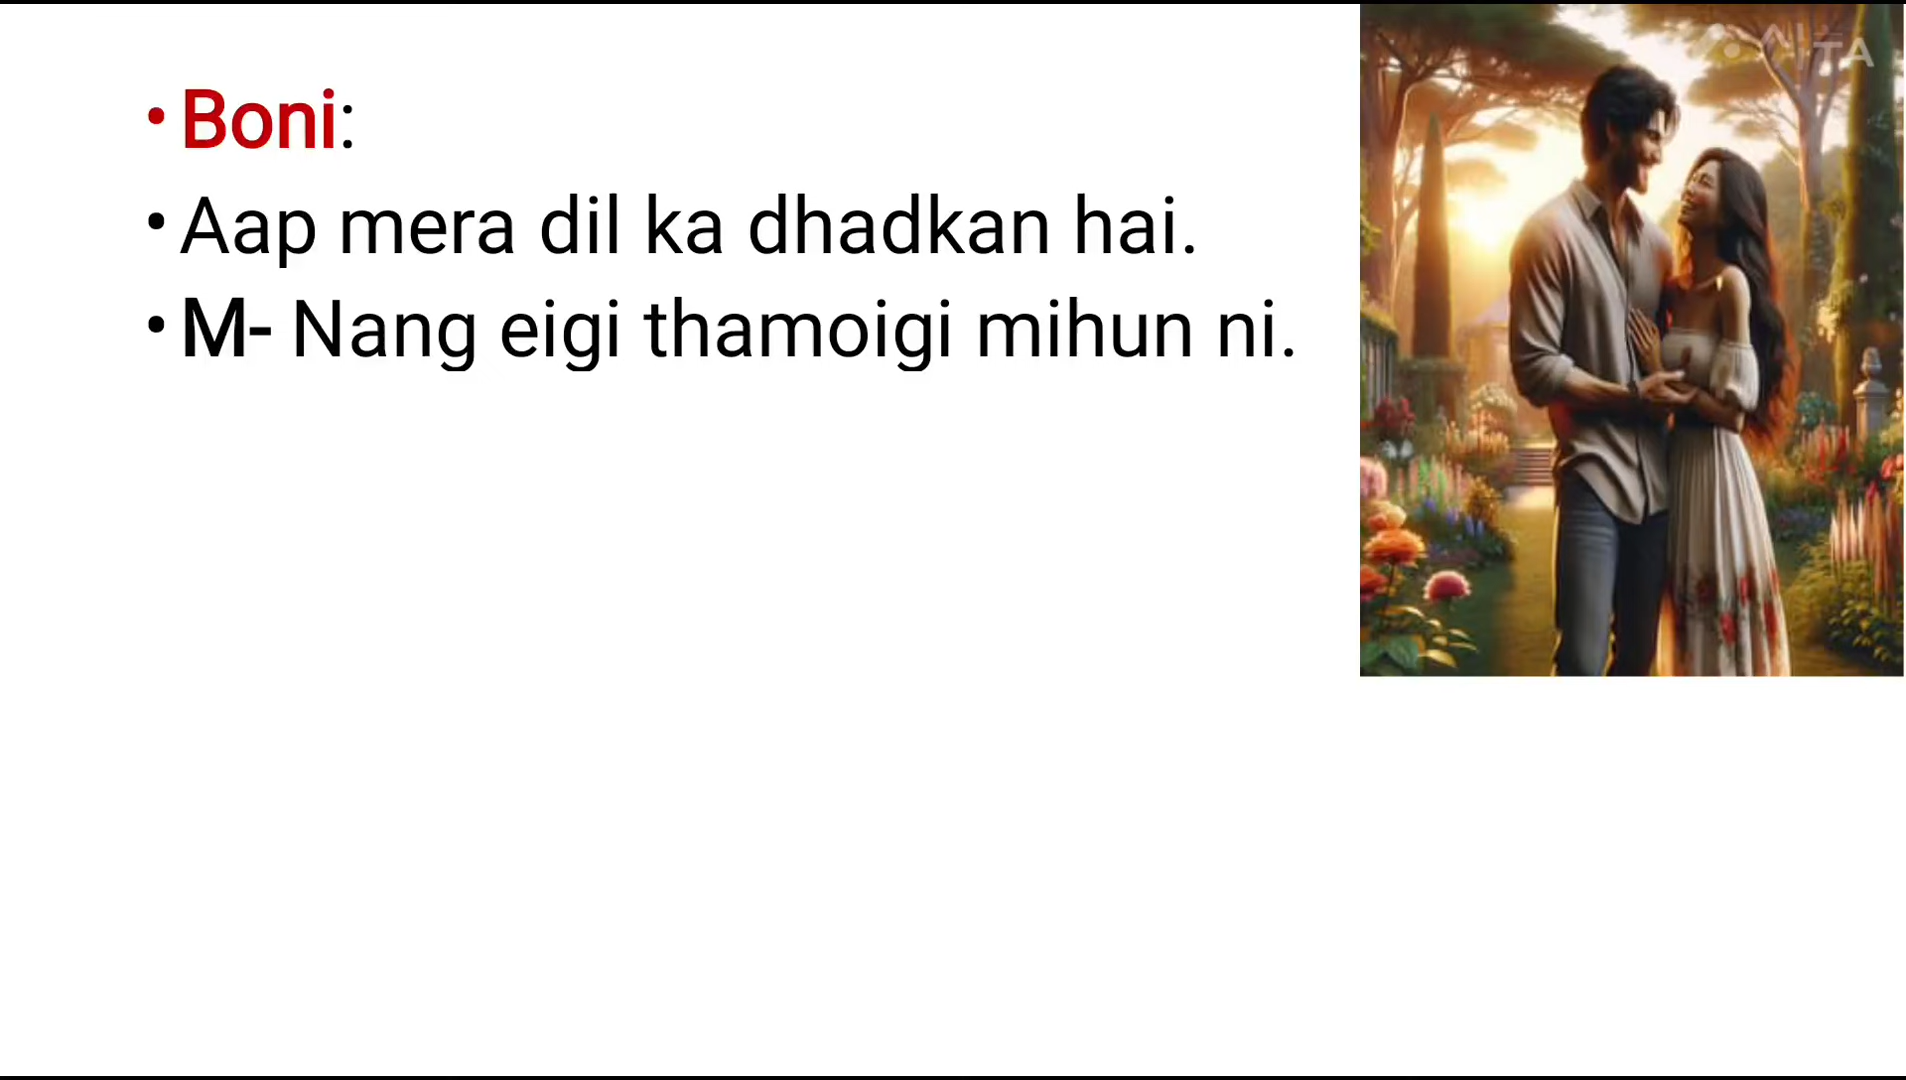 • Boni:
• Aap mera dil ka dhadkan hai.
• M- Nang eigi thamoigi mihun ni.